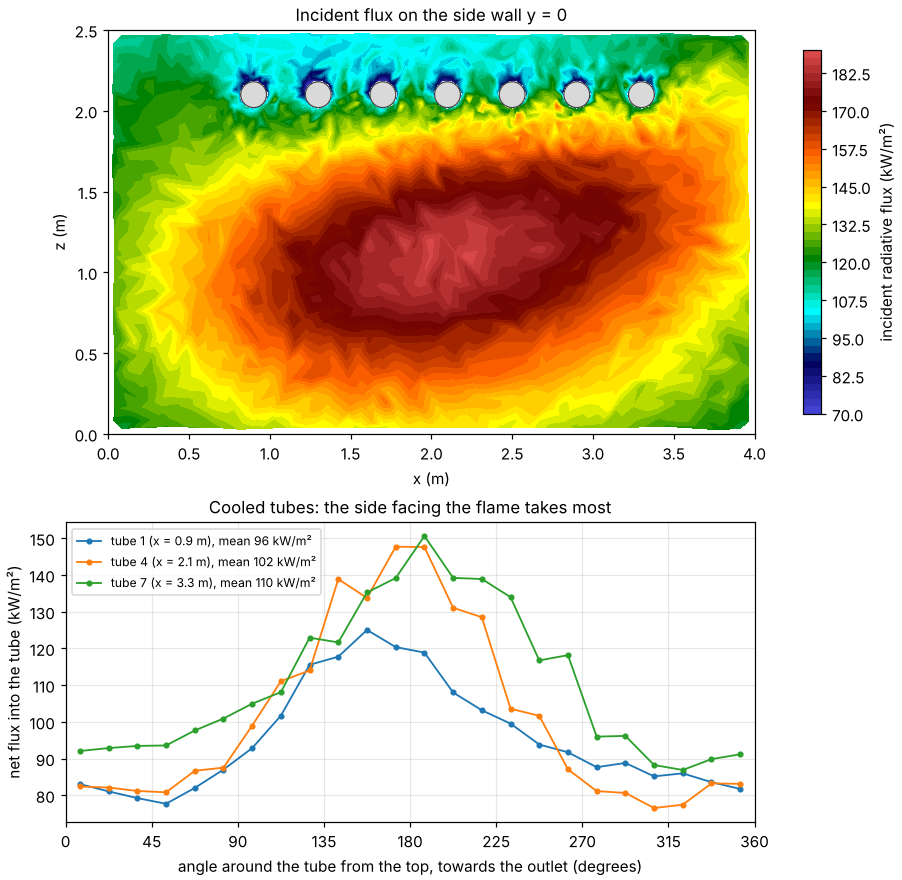 Incident flux on the side wall y = 0
2.5
2.0
1.5
1.0
0.5
0.0
z (m)
0.0 0.5 1.0 1.5 2.0 2.5 3.0 3.5 4.0
x (m)
182.5
170.0
157.5
145.0
132.5
120.0
107.5
95.0
82.5
70.0
incident radiative flux (kW/m²)
Cooled tubes: the side facing the flame takes most
150
140
130
120
110
100
90
80
net flux into the tube (kW/m²)
tube 1 (x = 0.9 m), mean 96 kW/m²
tube 4 (x = 2.1 m), mean 102 kW/m²
tube 7 (x = 3.3 m), mean 110 kW/m²
0 45 90 135 180 225 270 315 360
angle around the tube from the top, towards the outlet (degrees)